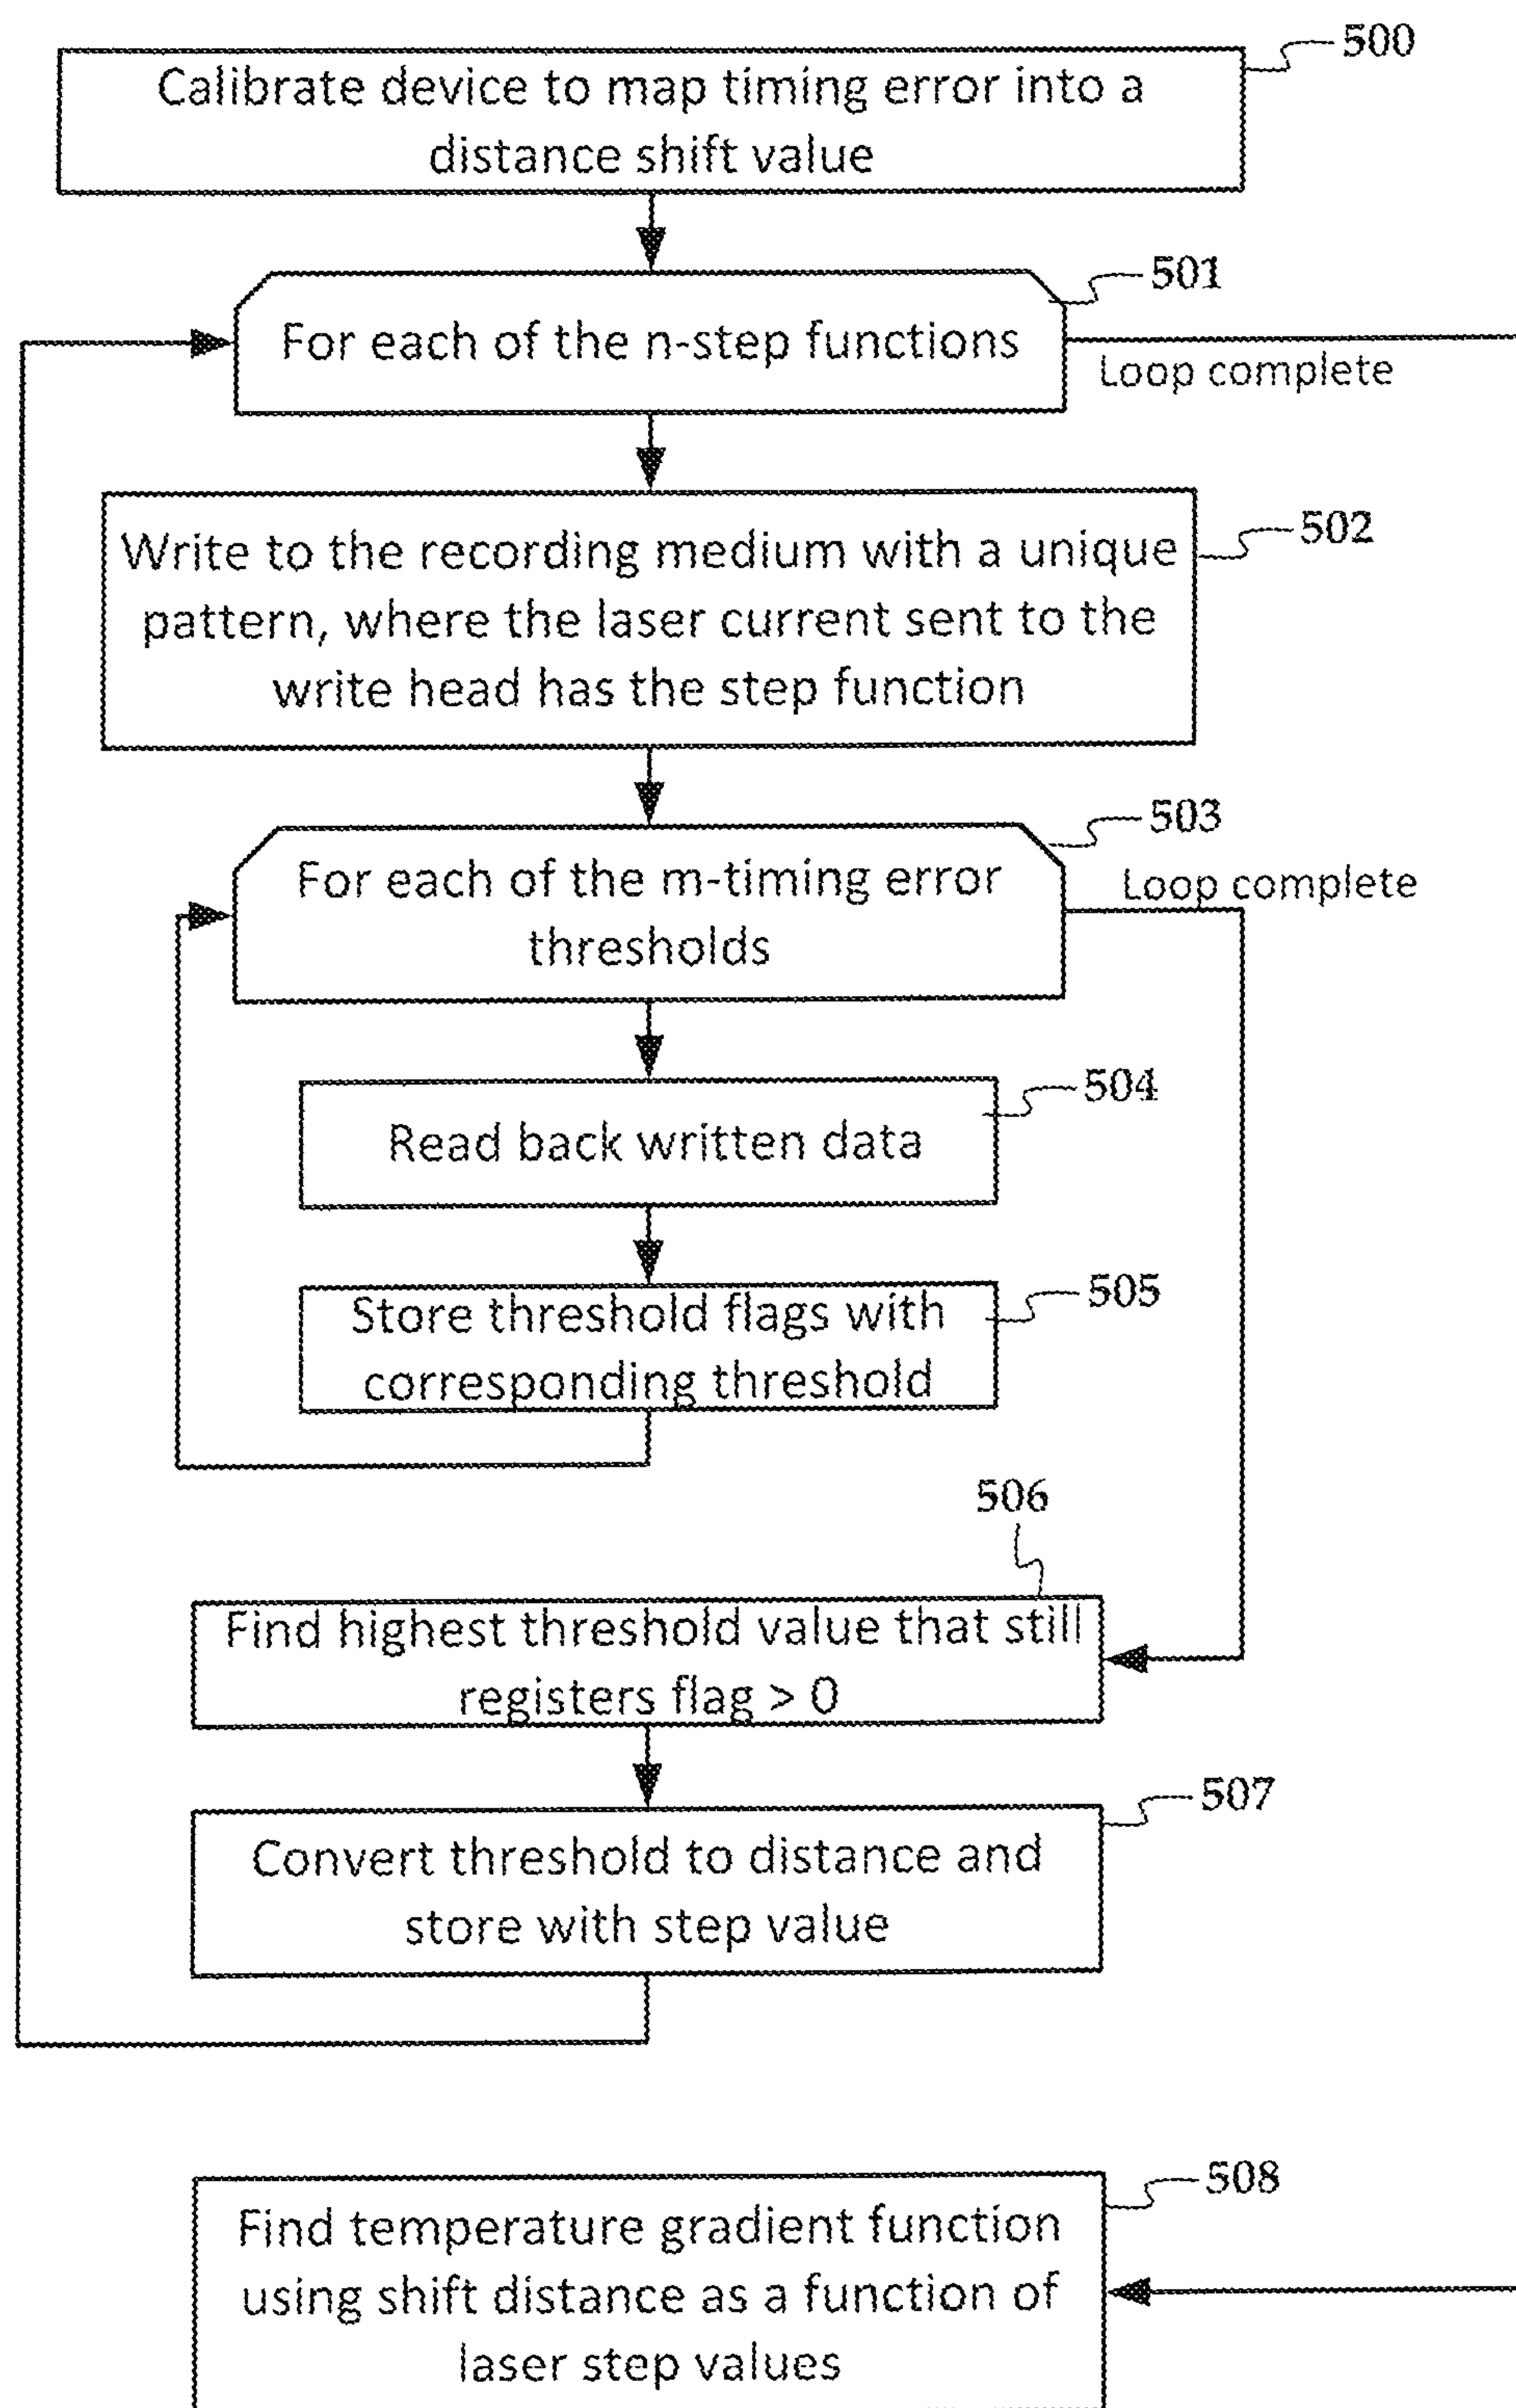 500
Calibrate device to map timing error into a
distance shift value
501
For each of the n-step functions
Loop complete
502
Write to the recording medium with a unique
pattern, where the laser current sent to the
write head has the step function
503
For each of the m-timing error
thresholds
Loop complete
504
Read back written data
505
Store threshold flags with
corresponding threshold
506
Find highest threshold value that still
registers flag > 0
507
Convert threshold to distance and
store with step value
508
Find temperature gradient function
using shift distance as a function of
laser step values